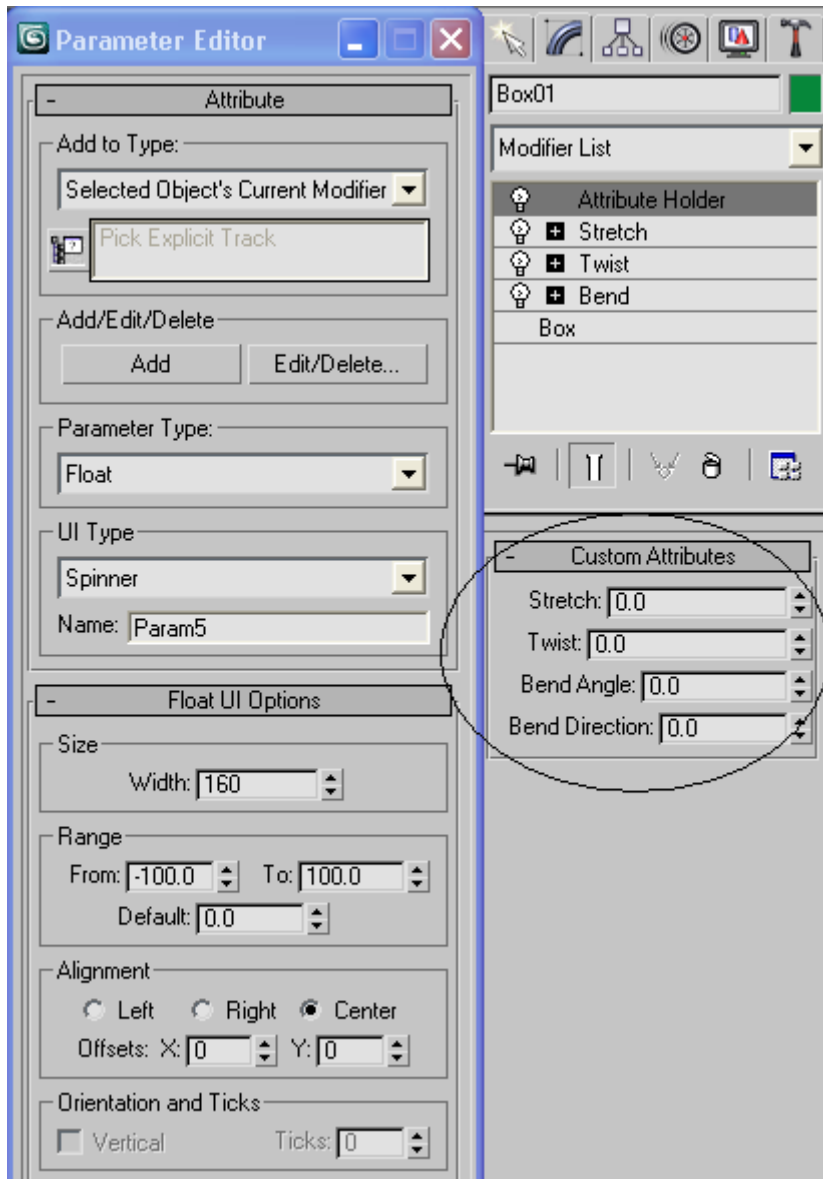 Parameter Editor
Attribute
Add to Type:
Selected Object's Current Modifier
Pick Explicit Track
Add/Edit/Delete
Add Edit/Delete...
Parameter Type:
Float
UI Type
Spinner
Name: Param5
Float UI Options
Size
Width: 160
Range
From: -100.0 To: 100.0
Default: 0.0
Alignment
Left Right Center
Offsets: X: 0 Y: 0
Orientation and Ticks
Vertical Ticks: 0
Box01
Modifier List
Attribute Holder
Stretch
Twist
Bend
Box
Custom Attributes
Stretch: 0.0
Twist: 0.0
Bend Angle: 0.0
Bend Direction: 0.0